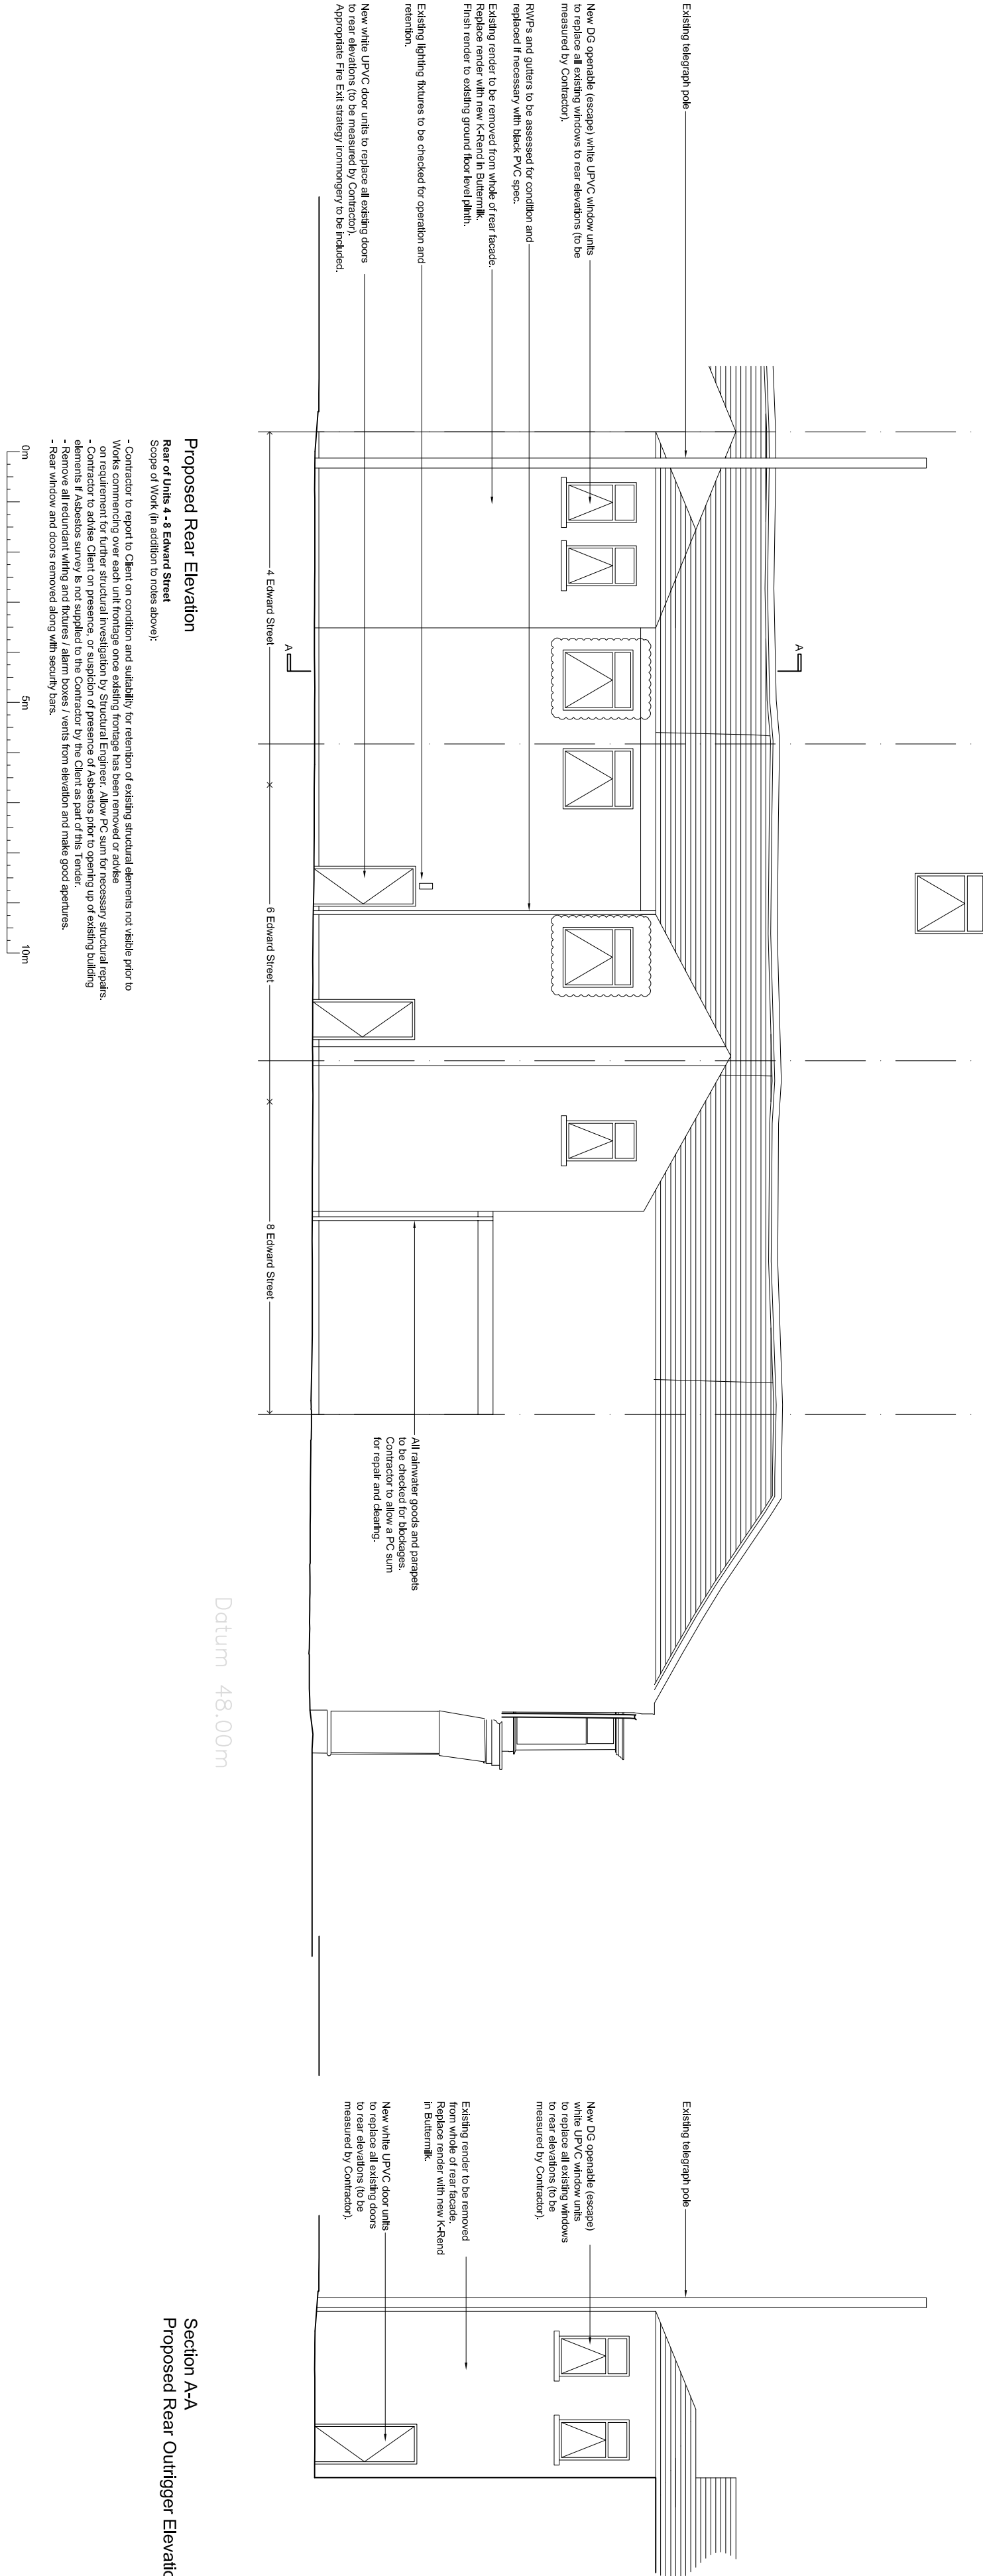 Existing telegraph pole
New DG openable (escape) white UPVC window units
to replace all existing windows to rear elevations (to be
measured by Contractor).
RWPs and gutters to be assessed for condition and
replaced if necessary with black PVC spec.
Existing render to be removed from whole of rear facade.
Replace render with new K-Rend in Buttermilk.
Finsh render to existing ground floor level plinth.
Existing lighting fixtures to be checked for operation and
retention.
New white UPVC door units to replace all existing doors
to rear elevations (to be measured by Contractor).
Appropriate Fire Exit strategy ironmongery to be included.
A
A
4 Edward Street
6 Edward Street
8 Edward Street
All rainwater goods and parapets
to be checked for blockages.
Contractor to allow a PC sum
for repair and clearing.
Datum 48.00m
Proposed Rear Elevation
Rear of Units 4 - 8 Edward Street
Scope of Work (in addition to notes above):
- Contractor to report to Client on condition and suitability for retention of existing structural elements not visible prior to
Works commencing over each unit frontage once existing frontage has been removed or advise
on requirement for further structural investigation by Structural Engineer. Allow PC sum for necessary structural repairs.
- Contractor to advise Client on presence, or suspicion of presence of Asbestos prior to opening up of existing building
elements if Asbestos survey is not supplied to the Contractor by the Client as part of this Tender.
- Remove all redundant wiring and fixtures / alarm boxes / vents from elevation and make good apertures.
- Rear window and doors removed along with security bars.
0m
5m
10m
Existing telegraph pole
New DG openable (escape)
white UPVC window units
to replace all existing windows
to rear elevations (to be
measured by Contractor).
Existing render to be removed
from whole of rear facade.
Replace render with new K-Rend
in Buttermilk.
New white UPVC door units
to replace all existing doors
to rear elevations (to be
measured by Contractor).
Section A-A
Proposed Rear Outrigger Elevatio